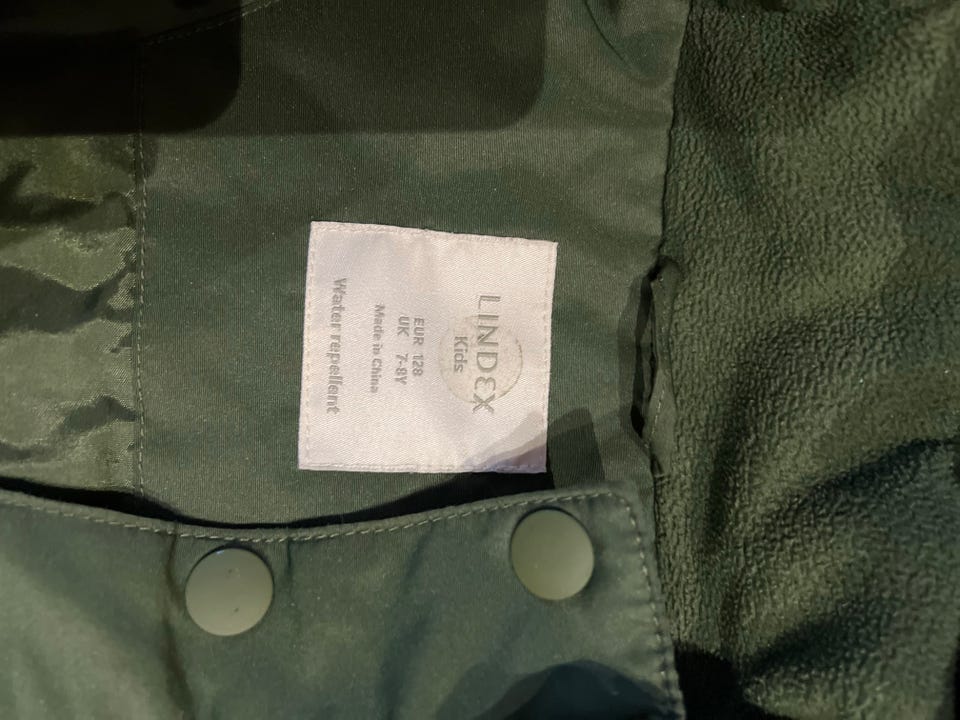 LINDEX
Kids
EUR 128
UK 7-8Y
Made in China
Water repellent